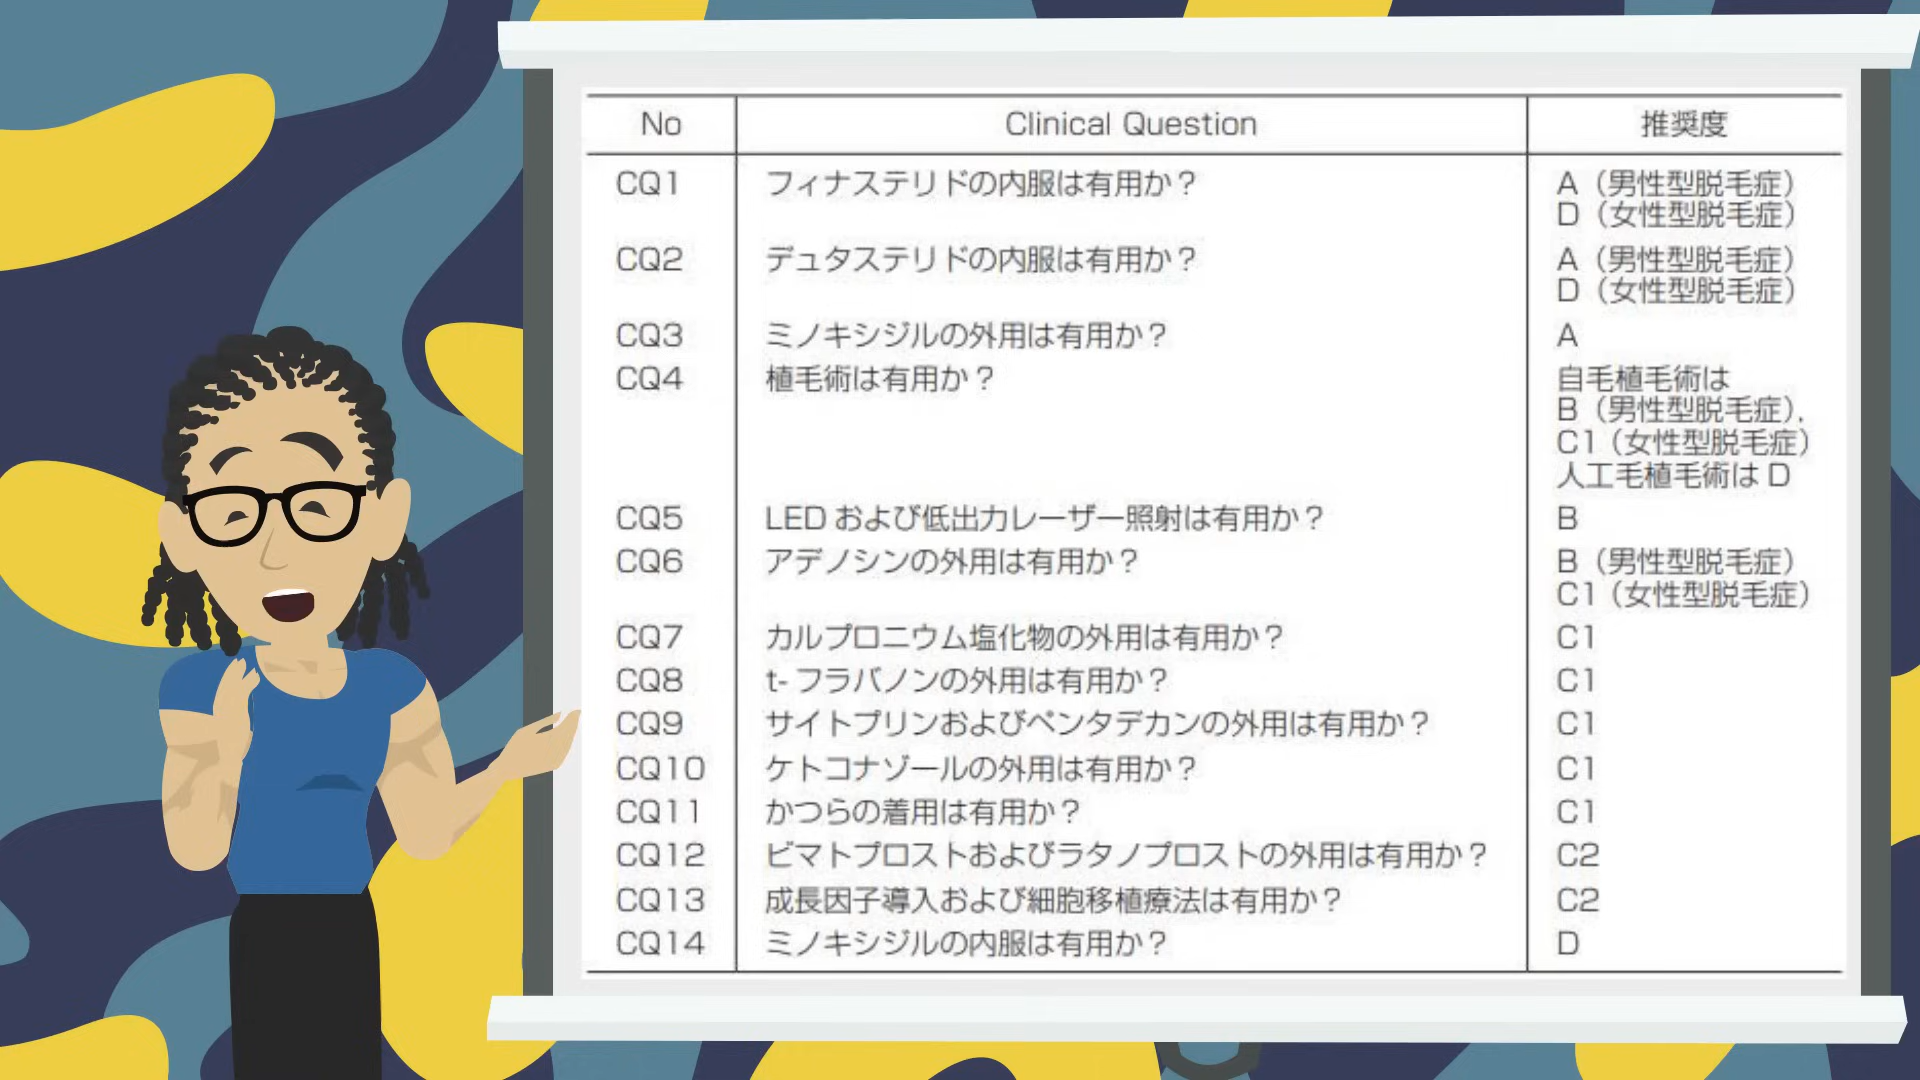 No Clinical Question 推奨度
CQ1 フィナステリドの内服は有用か？ A（男性型脱毛症）
D（女性型脱毛症）
CQ2 デュタステリドの内服は有用か？ A（男性型脱毛症）
D（女性型脱毛症）
CQ3 ミノキシジルの外用は有用か？ A
CQ4 植毛術は有用か？ 自毛植毛術は
B（男性型脱毛症），
C1（女性型脱毛症）
人工毛植毛術は D
CQ5 LED および低出力レーザー照射は有用か？ B
CQ6 アデノシンの外用は有用か？ B（男性型脱毛症）
C1（女性型脱毛症）
CQ7 カルプロニウム塩化物の外用は有用か？ C1
CQ8 t- フラバノンの外用は有用か？ C1
CQ9 サイトプリンおよびペンタデカンの外用は有用か？ C1
CQ10 ケトコナゾールの外用は有用か？ C1
CQ11 かつらの着用は有用か？ C1
CQ12 ビマトプロストおよびラタノプロストの外用は有用か？ C2
CQ13 成長因子導入および細胞移植療法は有用か？ C2
CQ14 ミノキシジルの内服は有用か？ D